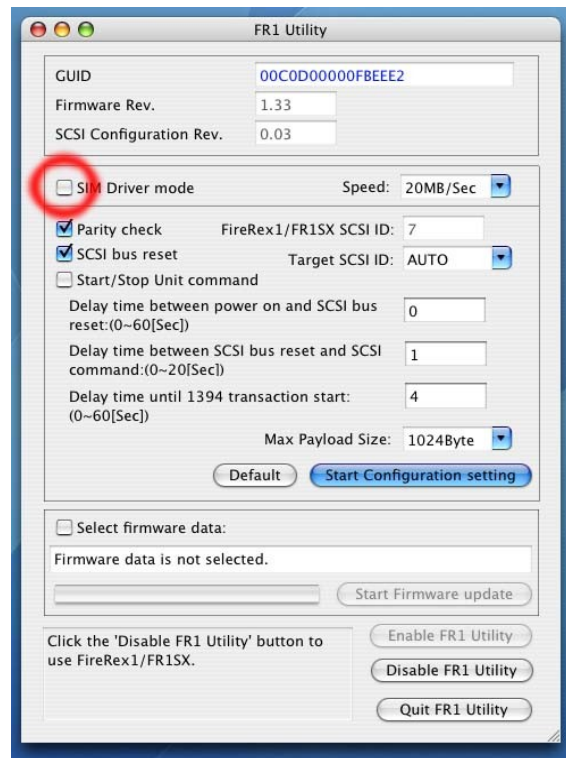 FR1 Utility
GUID 00C0D00000FBEEE2
Firmware Rev. 1.33
SCSI Configuration Rev. 0.03
SIM Driver mode Speed: 20MB/Sec
Parity check FireRex1/FR1SX SCSI ID: 7
SCSI bus reset Target SCSI ID: AUTO
Start/Stop Unit command
Delay time between power on and SCSI bus
reset:(0~60[Sec]) 0
Delay time between SCSI bus reset and SCSI
command:(0~20[Sec]) 1
Delay time until 1394 transaction start:
(0~60[Sec]) 4
Max Payload Size: 1024Byte
Default Start Configuration setting
Select firmware data:
Firmware data is not selected.
Start Firmware update
Click the 'Disable FR1 Utility' button to
use FireRex1/FR1SX.
Enable FR1 Utility
Disable FR1 Utility
Quit FR1 Utility